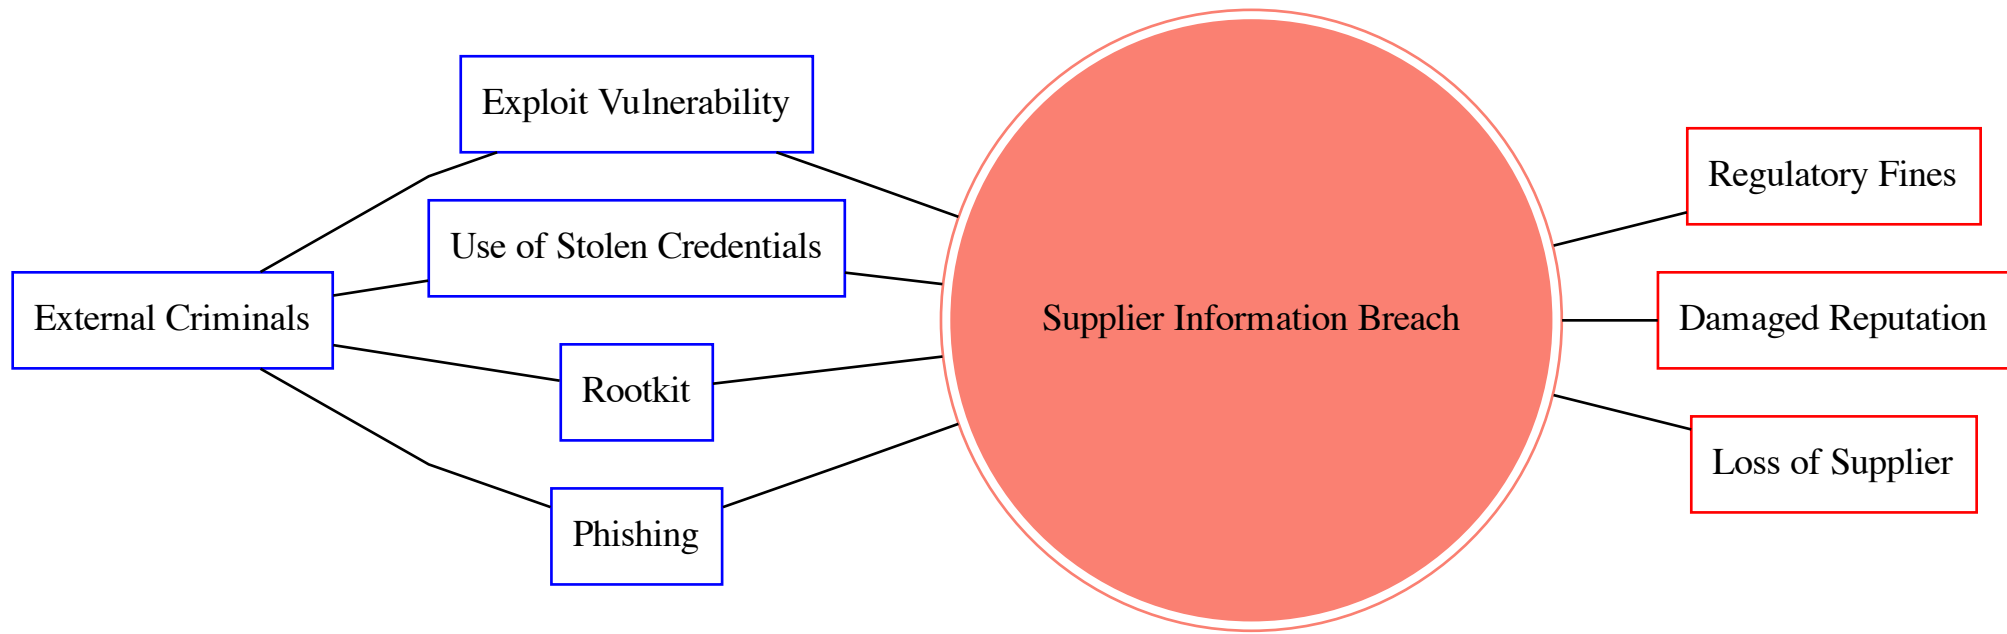 External Criminals
Exploit Vulnerability
Use of Stolen Credentials
Rootkit
Phishing
Supplier Information Breach
Regulatory Fines
Damaged Reputation
Loss of Supplier